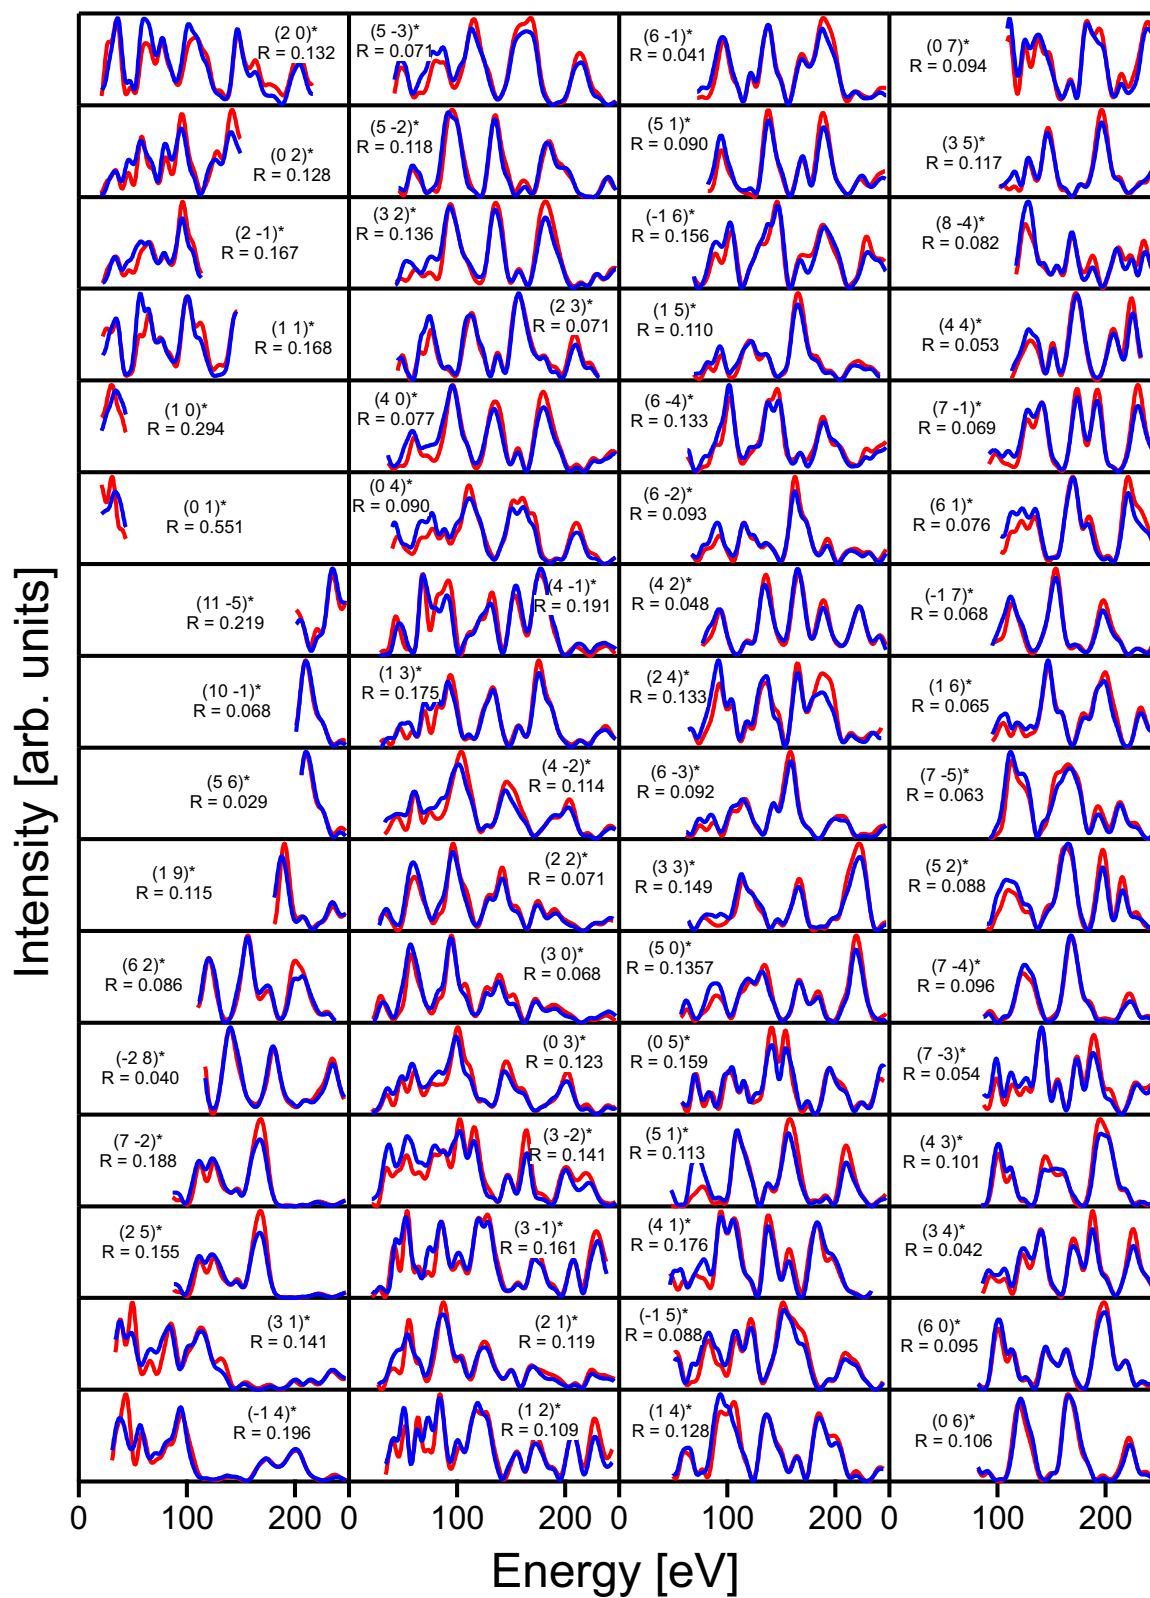 (2 0)*
R = 0.132
(5 -3)*
R = 0.071
(6 -1)*
R = 0.041
(0 7)*
R = 0.094
(0 2)*
R = 0.128
(5 -2)*
R = 0.118
(5 1)*
R = 0.090
(3 5)*
R = 0.117
(2 -1)*
R = 0.167
(3 2)*
R = 0.136
(-1 6)*
R = 0.156
(8 -4)*
R = 0.082
(1 1)*
R = 0.168
(2 3)*
R = 0.071
(1 5)*
R = 0.110
(4 4)*
R = 0.053
(1 0)*
R = 0.294
(4 0)*
R = 0.077
(6 -4)*
R = 0.133
(7 -1)*
R = 0.069
(0 1)*
R = 0.551
(0 4)*
R = 0.090
(6 -2)*
R = 0.093
(6 1)*
R = 0.076
(11 -5)*
R = 0.219
(4 -1)*
R = 0.191
(4 2)*
R = 0.048
(-1 7)*
R = 0.068
(10 -1)*
R = 0.068
(1 3)*
R = 0.175
(2 4)*
R = 0.133
(1 6)*
R = 0.065
(5 6)*
R = 0.029
(4 -2)*
R = 0.114
(6 -3)*
R = 0.092
(7 -5)*
R = 0.063
(1 9)*
R = 0.115
(2 2)*
R = 0.071
(3 3)*
R = 0.149
(5 2)*
R = 0.088
(6 2)*
R = 0.086
(3 0)*
R = 0.068
(5 0)*
R = 0.1357
(7 -4)*
R = 0.096
(-2 8)*
R = 0.040
(0 3)*
R = 0.123
(0 5)*
R = 0.159
(7 -3)*
R = 0.054
(7 -2)*
R = 0.188
(3 -2)*
R = 0.141
(5 1)*
R = 0.113
(4 3)*
R = 0.101
(2 5)*
R = 0.155
(3 -1)*
R = 0.161
(4 1)*
R = 0.176
(3 4)*
R = 0.042
(3 1)*
R = 0.141
(2 1)*
R = 0.119
(-1 5)*
R = 0.088
(6 0)*
R = 0.095
(-1 4)*
R = 0.196
(1 2)*
R = 0.109
(1 4)*
R = 0.128
(0 6)*
R = 0.106
Intensity [arb. units]
0 100 200 0 100 200 0 100 200 0 100 200
Energy [eV]